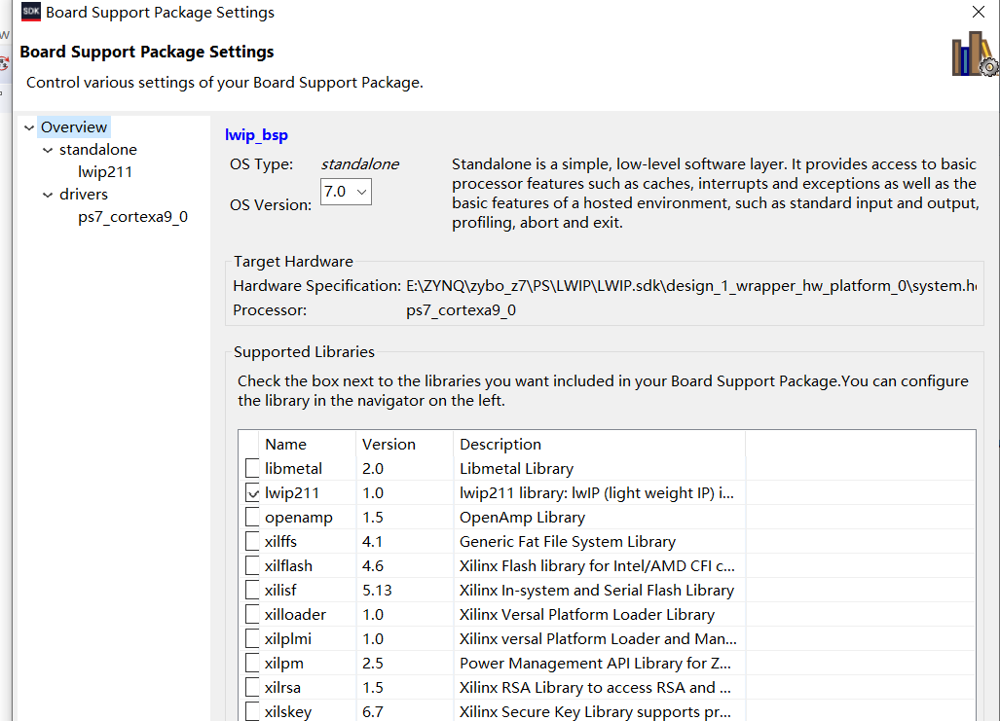 SDK Board Support Package Settings
Board Support Package Settings
Control various settings of your Board Support Package.
Overview
standalone
lwip211
drivers
ps7_cortexa9_0
lwip_bsp
OS Type: standalone
OS Version: 7.0
Standalone is a simple, low-level software layer. It provides access to basic
processor features such as caches, interrupts and exceptions as well as the
basic features of a hosted environment, such as standard input and output,
profiling, abort and exit.
Target Hardware
Hardware Specification: E:\ZYNQ\zybo_z7\PS\LWIP\LWIP.sdk\design_1_wrapper_hw_platform_0\system.h
Processor: ps7_cortexa9_0
Supported Libraries
Check the box next to the libraries you want included in your Board Support Package.You can configure
the library in the navigator on the left.
Name Version Description
libmetal 2.0 Libmetal Library
lwip211 1.0 lwip211 library: lwIP (light weight IP) i...
openamp 1.5 OpenAmp Library
xilffs 4.1 Generic Fat File System Library
xilflash 4.6 Xilinx Flash library for Intel/AMD CFI c...
xilisf 5.13 Xilinx In-system and Serial Flash Library
xilloader 1.0 Xilinx Versal Platform Loader Library
xilplmi 1.0 Xilinx versal Platform Loader and Man...
xilpm 2.5 Power Management API Library for Z...
xilrsa 1.5 Xilinx RSA Library to access RSA and ...
xilskey 6.7 Xilinx Secure Key Library supports pr...